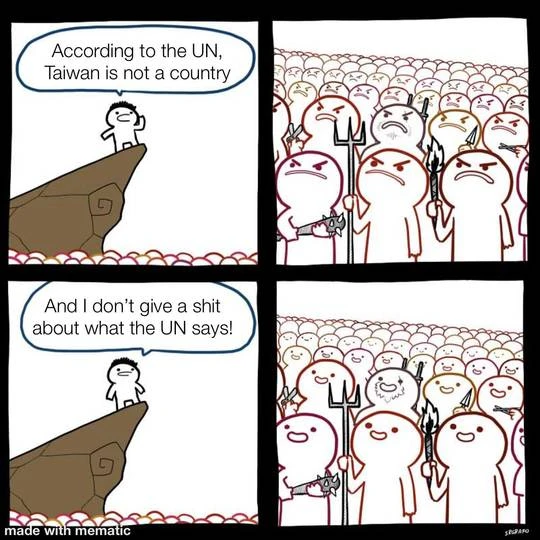 According to the UN,
Taiwan is not a country
And I don't give a shit
about what the UN says!
made with mematic
SRGRAFO